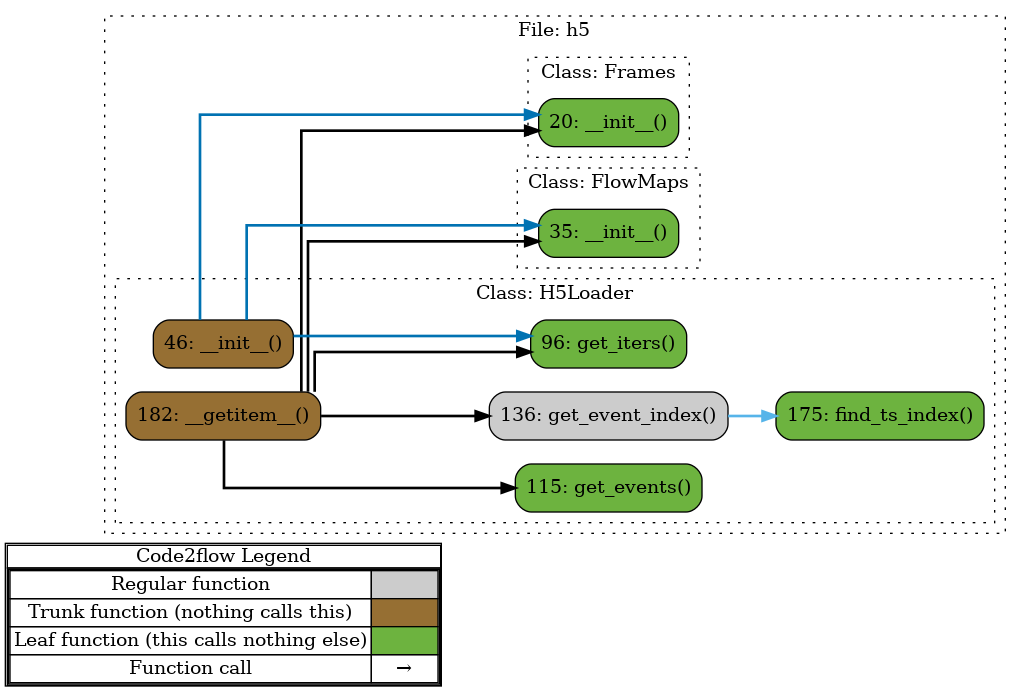 File: h5
Class: Frames
20: __init__()
Class: FlowMaps
35: __init__()
Class: H5Loader
46: __init__()
96: get_iters()
182: __getitem__()
136: get_event_index()
175: find_ts_index()
115: get_events()
Code2flow Legend
Regular function
Trunk function (nothing calls this)
Leaf function (this calls nothing else)
Function call →